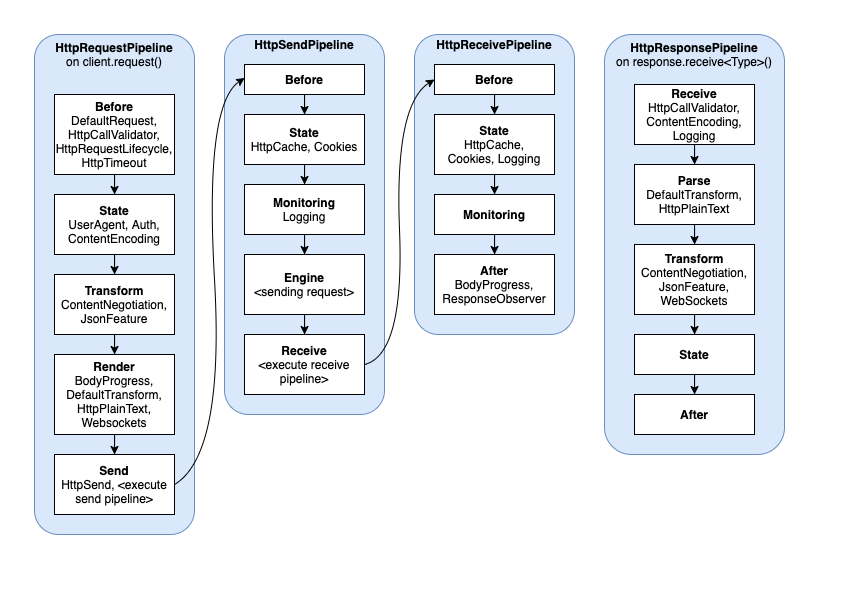 HttpRequestPipeline
on client.request()
Before
DefaultRequest,
HttpCallValidator,
HttpRequestLifecycle,
HttpTimeout
State
UserAgent, Auth,
ContentEncoding
Transform
ContentNegotiation,
JsonFeature
Render
BodyProgress,
DefaultTransform,
HttpPlainText,
Websockets
Send
HttpSend, <execute
send pipeline>
HttpSendPipeline
Before
State
HttpCache, Cookies
Monitoring
Logging
Engine
<sending request>
Receive
<execute receive
pipeline>
HttpReceivePipeline
Before
State
HttpCache,
Cookies, Logging
Monitoring
After
BodyProgress,
ResponseObserver
HttpResponsePipeline
on response.receive<Type>()
Receive
HttpCallValidator,
ContentEncoding,
Logging
Parse
DefaultTransform,
HttpPlainText
Transform
ContentNegotiation,
JsonFeature,
WebSockets
State
After